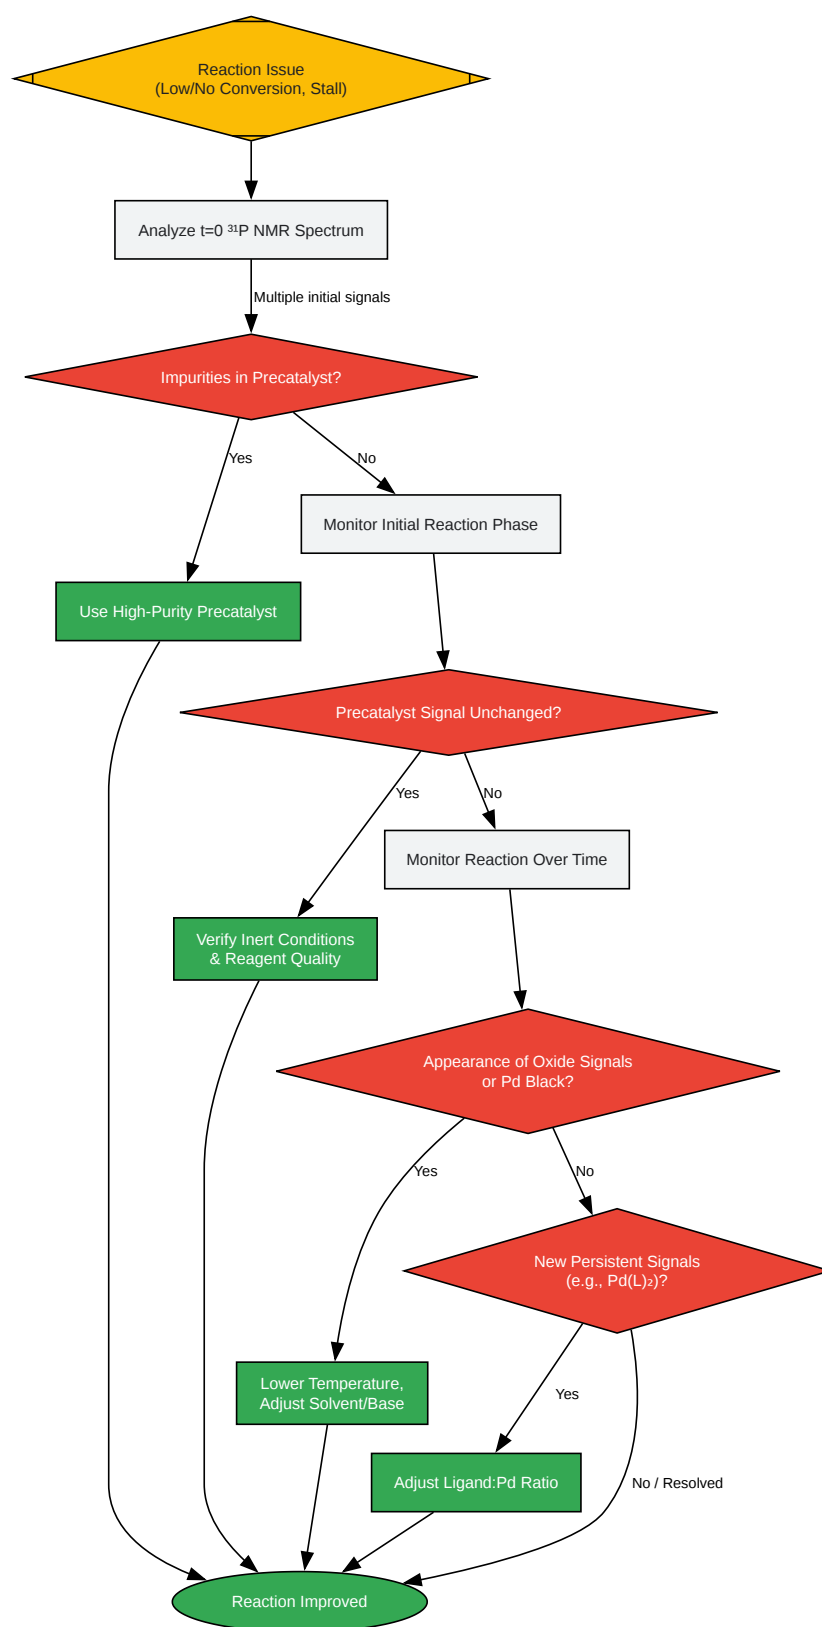 Reaction Issue
(Low/No Conversion, Stall)
Analyze t=0 ³¹P NMR Spectrum
Multiple initial signals
Impurities in Precatalyst?
Yes
No
Monitor Initial Reaction Phase
Use High-Purity Precatalyst
Precatalyst Signal Unchanged?
Yes
No
Monitor Reaction Over Time
Verify Inert Conditions
& Reagent Quality
Appearance of Oxide Signals
or Pd Black?
Yes
No
New Persistent Signals
(e.g., Pd(L)₂)?
Lower Temperature,
Adjust Solvent/Base
Yes
Adjust Ligand:Pd Ratio
No / Resolved
Reaction Improved